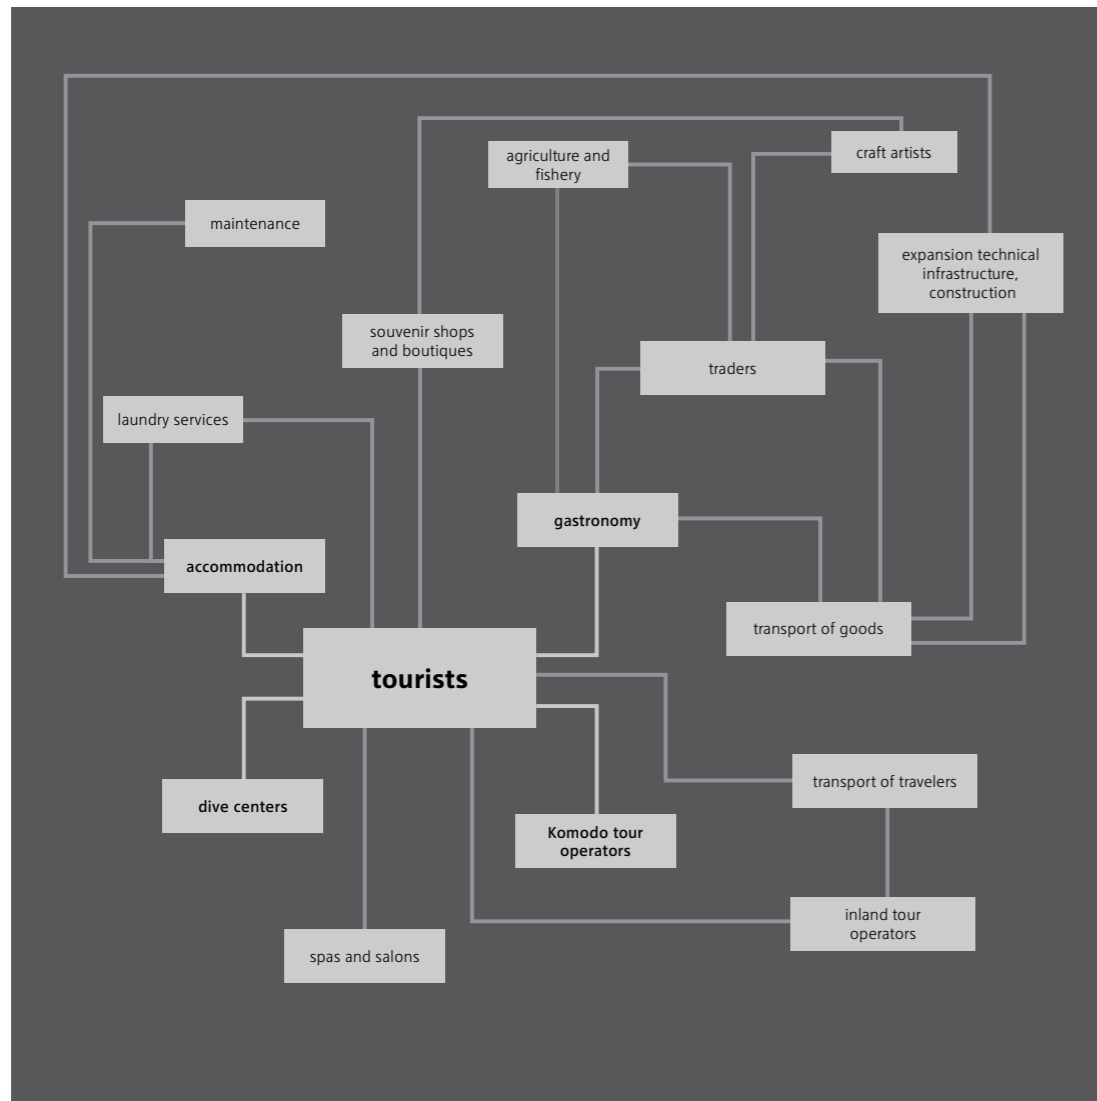 craft artists
agriculture and
fishery
maintenance
expansion technical
infrastructure,
construction
souvenir shops
and boutiques
traders
laundry services
gastronomy
accommodation
transport of goods
tourists
transport of travelers
dive centers
Komodo tour
operators
inland tour
operators
spas and salons